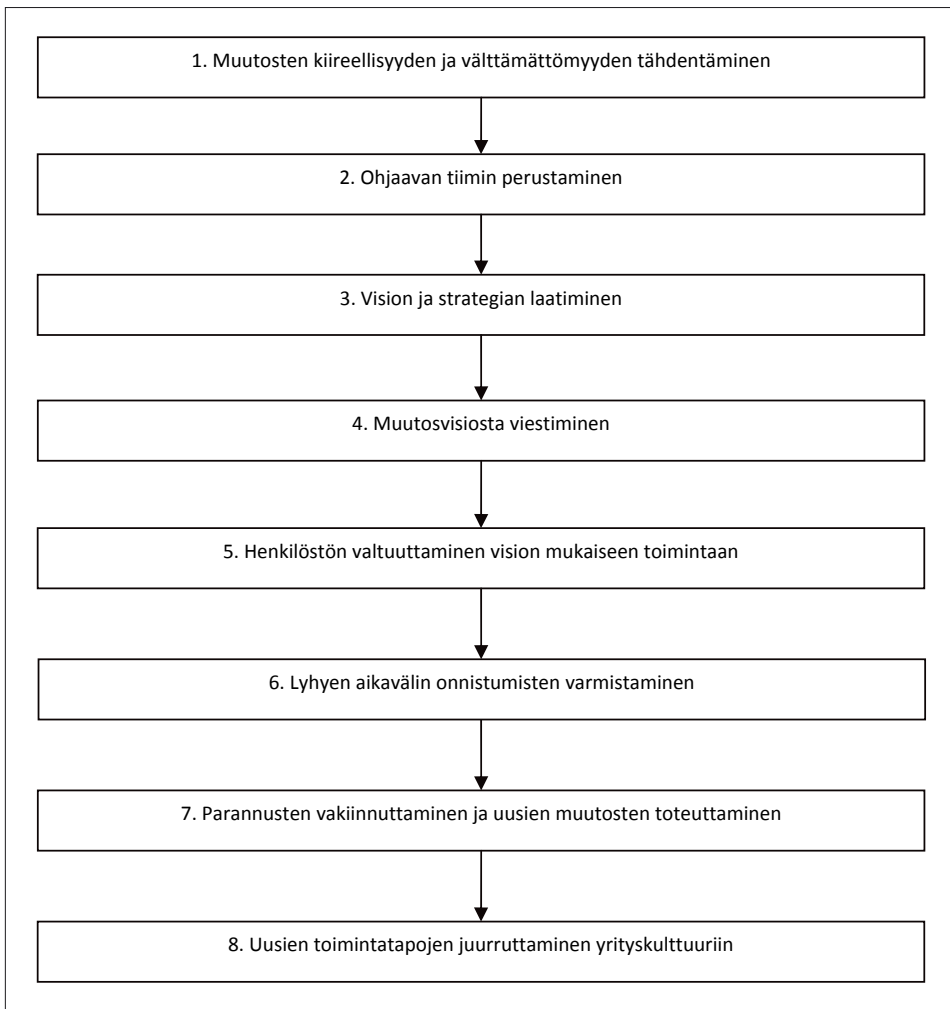 1. Muutosten kiireellisyyden ja välttämättömyyden tähdentäminen
2. Ohjaavan tiimin perustaminen
3. Vision ja strategian laatiminen
4. Muutosvisiosta viestiminen
5. Henkilöstön valtuuttaminen vision mukaiseen toimintaan
6. Lyhyen aikavälin onnistumisten varmistaminen
7. Parannusten vakiinnuttaminen ja uusien muutosten toteuttaminen
8. Uusien toimintatapojen juurruttaminen yrityskulttuuriin